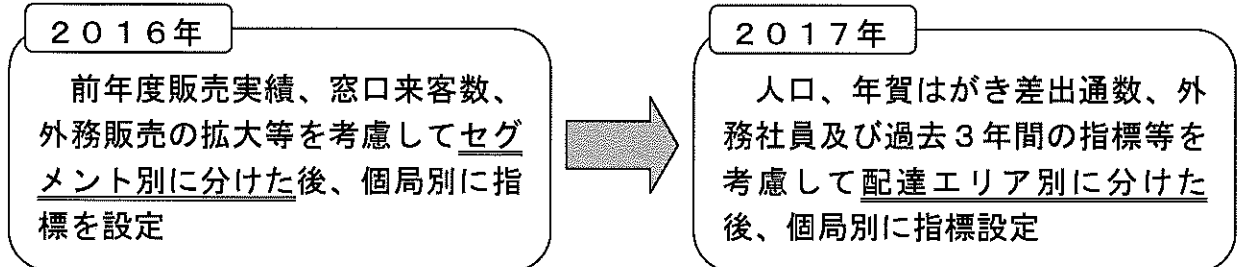 ２０１６年
前年度販売実績、窓口来客数、
外務販売の拡大等を考慮してセグ
メント別に分けた後、個局別に指
標を設定
２０１７年
人口、年賀はがき差出通数、外
務社員及び過去３年間の指標等を
考慮して配達エリア別に分けた
後、個局別に指標設定